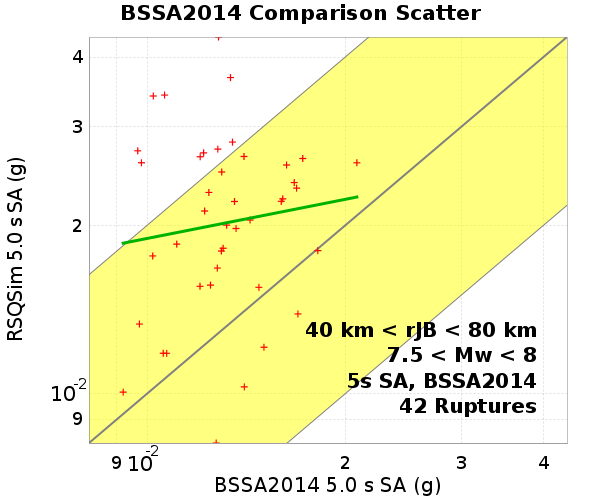 BSSA2014 Comparison Scatter
RSQSim 5.0 s SA (g)
4
3
2
10-2
9
40 km < rJB < 80 km
7.5 < Mw < 8
5s SA, BSSA2014
42 Ruptures
9 10-2 2 3 4
BSSA2014 5.0 s SA (g)